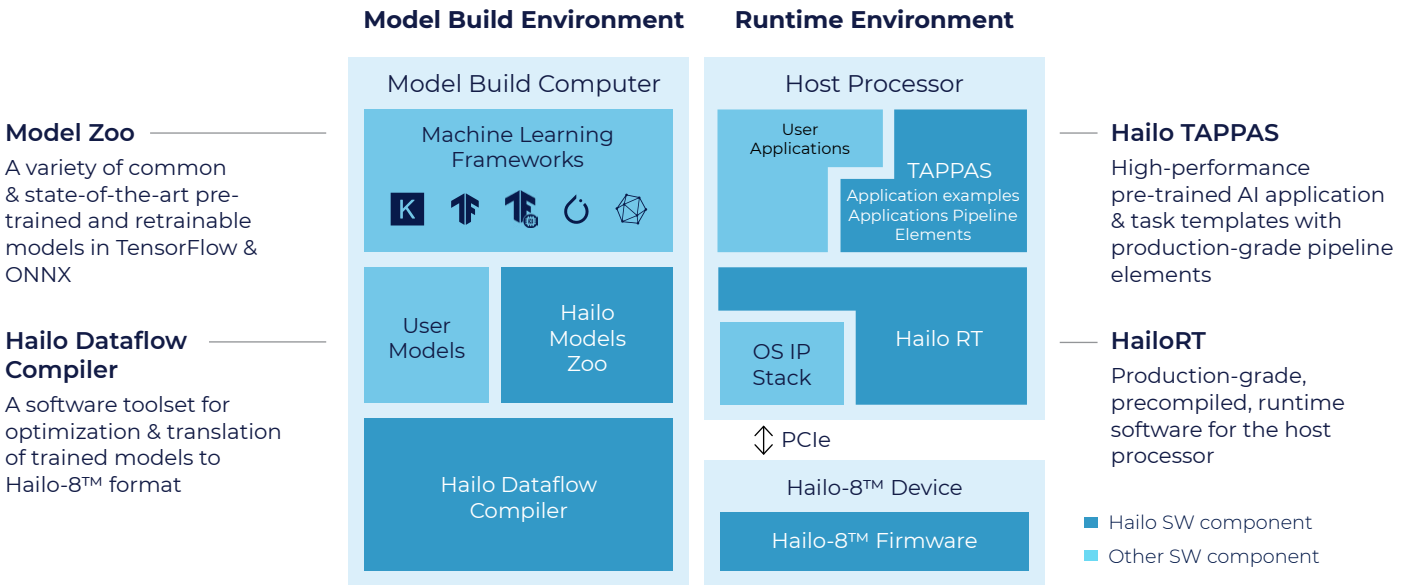 Model Build Environment
Runtime Environment
Model Zoo
A variety of common
& state-of-the-art pre-
trained and retrainable
models in TensorFlow &
ONNX
Hailo Dataflow
Compiler
A software toolset for
optimization & translation
of trained models to
Hailo-8™ format
Model Build Computer
Machine Learning
Frameworks
K
User
Models
Hailo
Models
Zoo
Hailo Dataflow
Compiler
Host Processor
User
Applications
TAPPAS
Application examples
Applications Pipeline
Elements
Hailo RT
OS IP
Stack
PCIe
Hailo-8™ Device
Hailo-8™ Firmware
Hailo TAPPAS
High-performance
pre-trained AI application
& task templates with
production-grade pipeline
elements
HailoRT
Production-grade,
precompiled, runtime
software for the host
processor
Hailo SW component
Other SW component